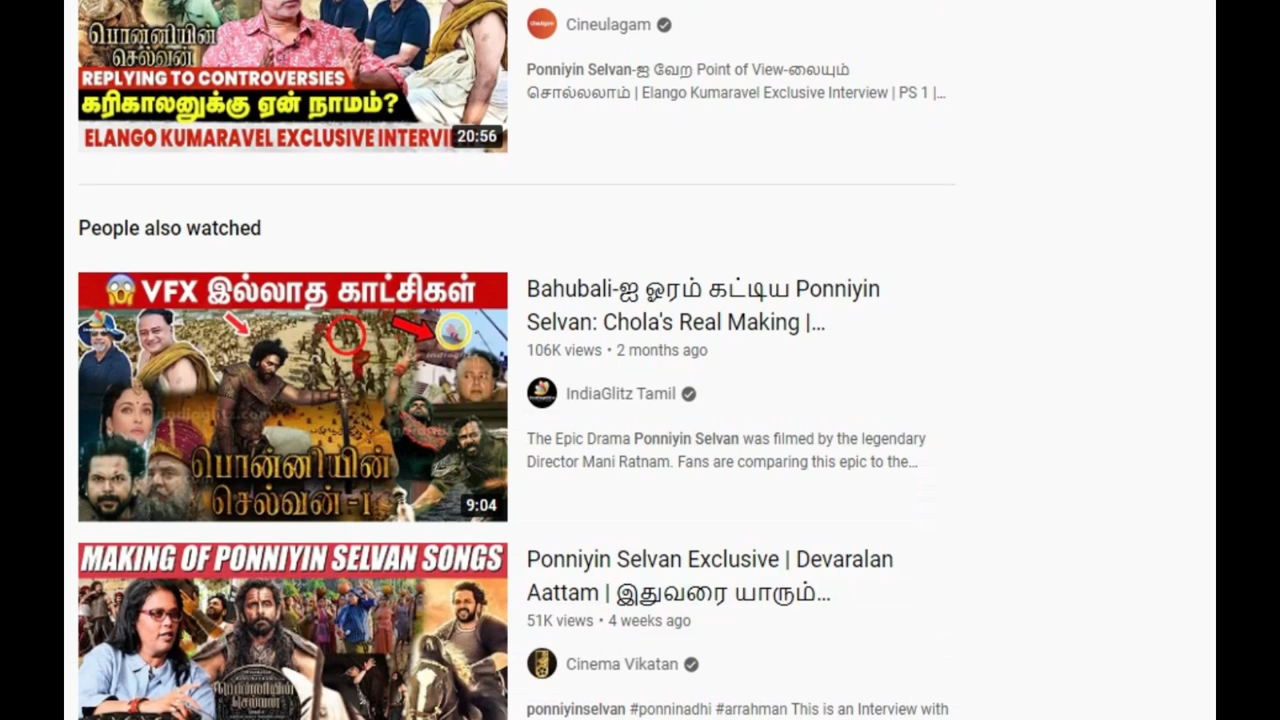 பொன்னியின்
செல்வன்
REPLYING TO CONTROVERSIES
கரிகாலனுக்கு ஏன் நாமம்?
ELANGO KUMARAVEL EXCLUSIVE INTERVI
20:56
Cineulagam
Ponniyin Selvan-ஐ வேற Point of View-லையும்
சொல்லலாம் | Elango Kumaravel Exclusive Interview | PS 1 |...
People also watched
VFX இல்லாத காட்சிகள்
indiaglitz.com
பொன்னியின்
செல்வன் -1
9:04
Bahubali-ஐ ஓரம் கட்டிய Ponniyin
Selvan: Chola's Real Making |...
106K views • 2 months ago
IndiaGlitz Tamil
The Epic Drama Ponniyin Selvan was filmed by the legendary
Director Mani Ratnam. Fans are comparing this epic to the...
MAKING OF PONNIYIN SELVAN SONGS
பொன்னியின்
செல்வன்
Ponniyin Selvan Exclusive | Devaralan
Aattam | இதுவரை யாரும்...
51K views • 4 weeks ago
Cinema Vikatan
ponniyinselvan #ponninadhi #arrahman This is an Interview with